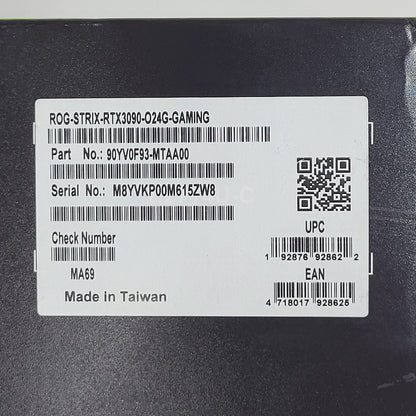 ROG-STRIX-RTX3090-O24G-GAMING
Part No.: 90YV0F93-MTAA00
Serial No.: M8YVKP00M615ZW8
UPC
1 92876 92862 2
Check Number
EAN
MA69
4 718017 928625
Made in Taiwan